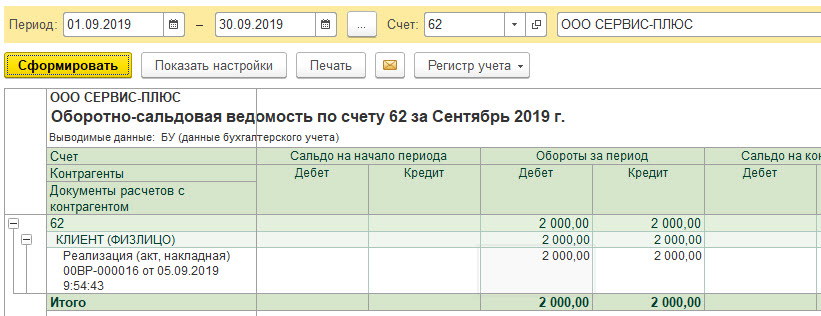 Период: 01.09.2019 – 30.09.2019 ... Счет: 62 ООО СЕРВИС-ПЛЮС
Сформировать Показать настройки Печать Регистр учета
ООО СЕРВИС-ПЛЮС
Оборотно-сальдовая ведомость по счету 62 за Сентябрь 2019 г.
Выводимые данные: БУ (данные бухгалтерского учета)
Счет Сальдо на начало периода Обороты за период Сальдо на кон
Контрагенты Дебет Кредит Дебет Кредит Дебет
Документы расчетов с
контрагентом
62 2 000,00 2 000,00
КЛИЕНТ (ФИЗЛИЦО) 2 000,00 2 000,00
Реализация (акт, накладная) 2 000,00 2 000,00
00ВР-000016 от 05.09.2019
9:54:43
Итого 2 000,00 2 000,00